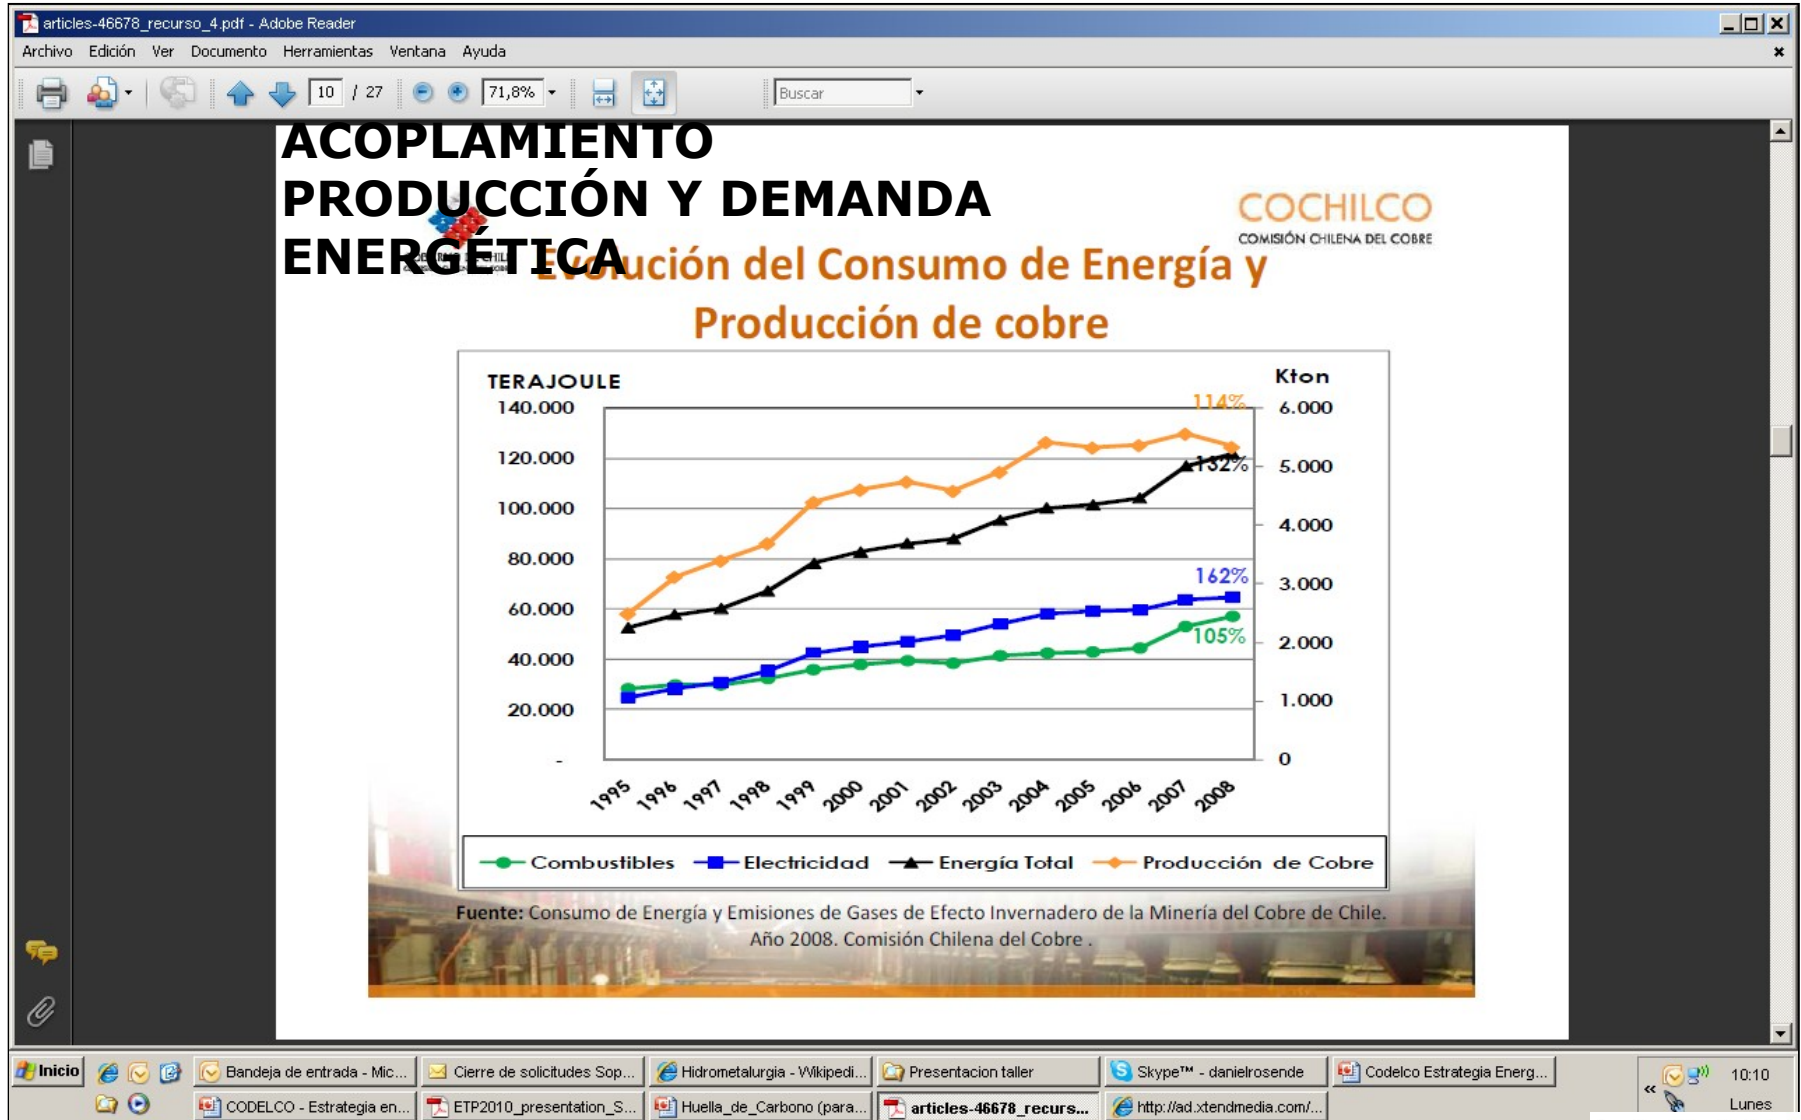 articles-46678_recurso_4.pdf - Adobe Reader
Archivo Edición Ver Documento Herramientas Ventana Ayuda
10 / 27 71,8% Buscar
ACOPLAMIENTO
PRODUCCIÓN Y DEMANDA
ENERGÉTICA
COCHILCO
COMISIÓN CHILENA DEL COBRE
Evolución del Consumo de Energía y
Producción de cobre
TERAJOULE
Kton
140.000
120.000
100.000
80.000
60.000
40.000
20.000
-
6.000
5.000
4.000
3.000
2.000
1.000
0
114%
132%
162%
105%
1995 1996 1997 1998 1999 2000 2001 2002 2003 2004 2005 2006 2007 2008
Combustibles Electricidad Energía Total Producción de Cobre
Fuente: Consumo de Energía y Emisiones de Gases de Efecto Invernadero de la Minería del Cobre de Chile.
Año 2008. Comisión Chilena del Cobre .
Inicio Bandeja de entrada - Mic... Cierre de solicitudes Sop... Hidrometalurgia - Wikipedi... Presentacion taller Skype™ - danielrosende Codelco Estrategia Energ... 10:10
CODELCO - Estrategia en... ETP2010_presentation_S... Huella_de_Carbono (para... articles-46678_recurs... http://ad.xtendmedia.com/... Lunes